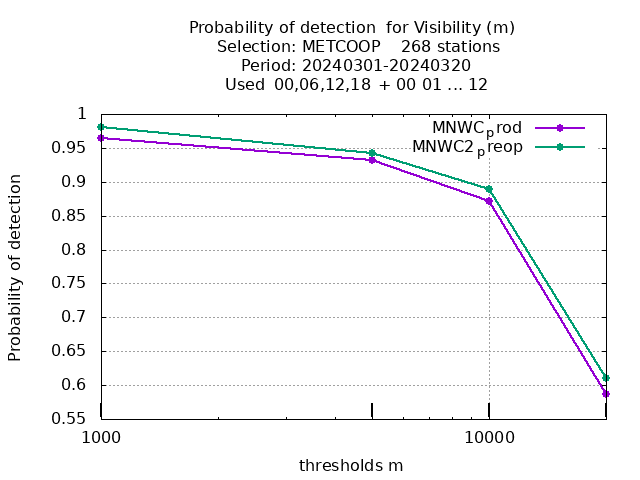 Probability of detection for Visibility (m)
Selection: METCOOP 268 stations
Period: 20240301-20240320
Used 00,06,12,18 + 00 01 ... 12
MNWC_prod
MNWC2_preop
Probability of detection
1
0.95
0.9
0.85
0.8
0.75
0.7
0.65
0.6
0.55
1000
10000
thresholds m